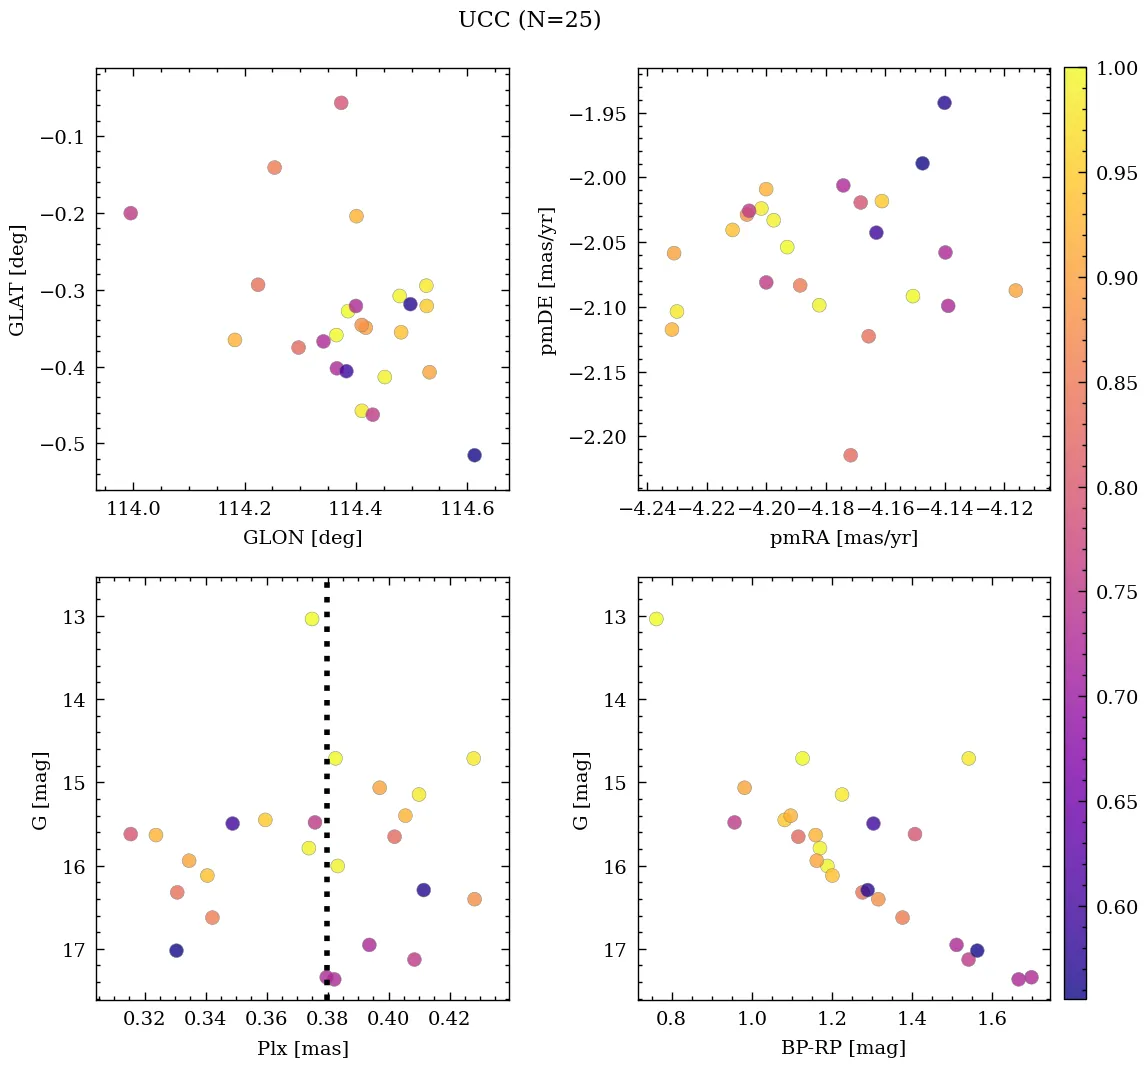 UCC (N=25)
−0.1
−0.2
−0.3
−0.4
−0.5
GLAT [deg]
114.0 114.2 114.4 114.6
GLON [deg]
−1.95
−2.00
−2.05
−2.10
−2.15
−2.20
pmDE [mas/yr]
−4.24 −4.22 −4.20 −4.18 −4.16 −4.14 −4.12
pmRA [mas/yr]
13
14
15
16
17
G [mag]
0.32 0.34 0.36 0.38 0.40 0.42
Plx [mas]
13
14
15
16
17
G [mag]
0.8 1.0 1.2 1.4 1.6
BP-RP [mag]
1.00
0.95
0.90
0.85
0.80
0.75
0.70
0.65
0.60